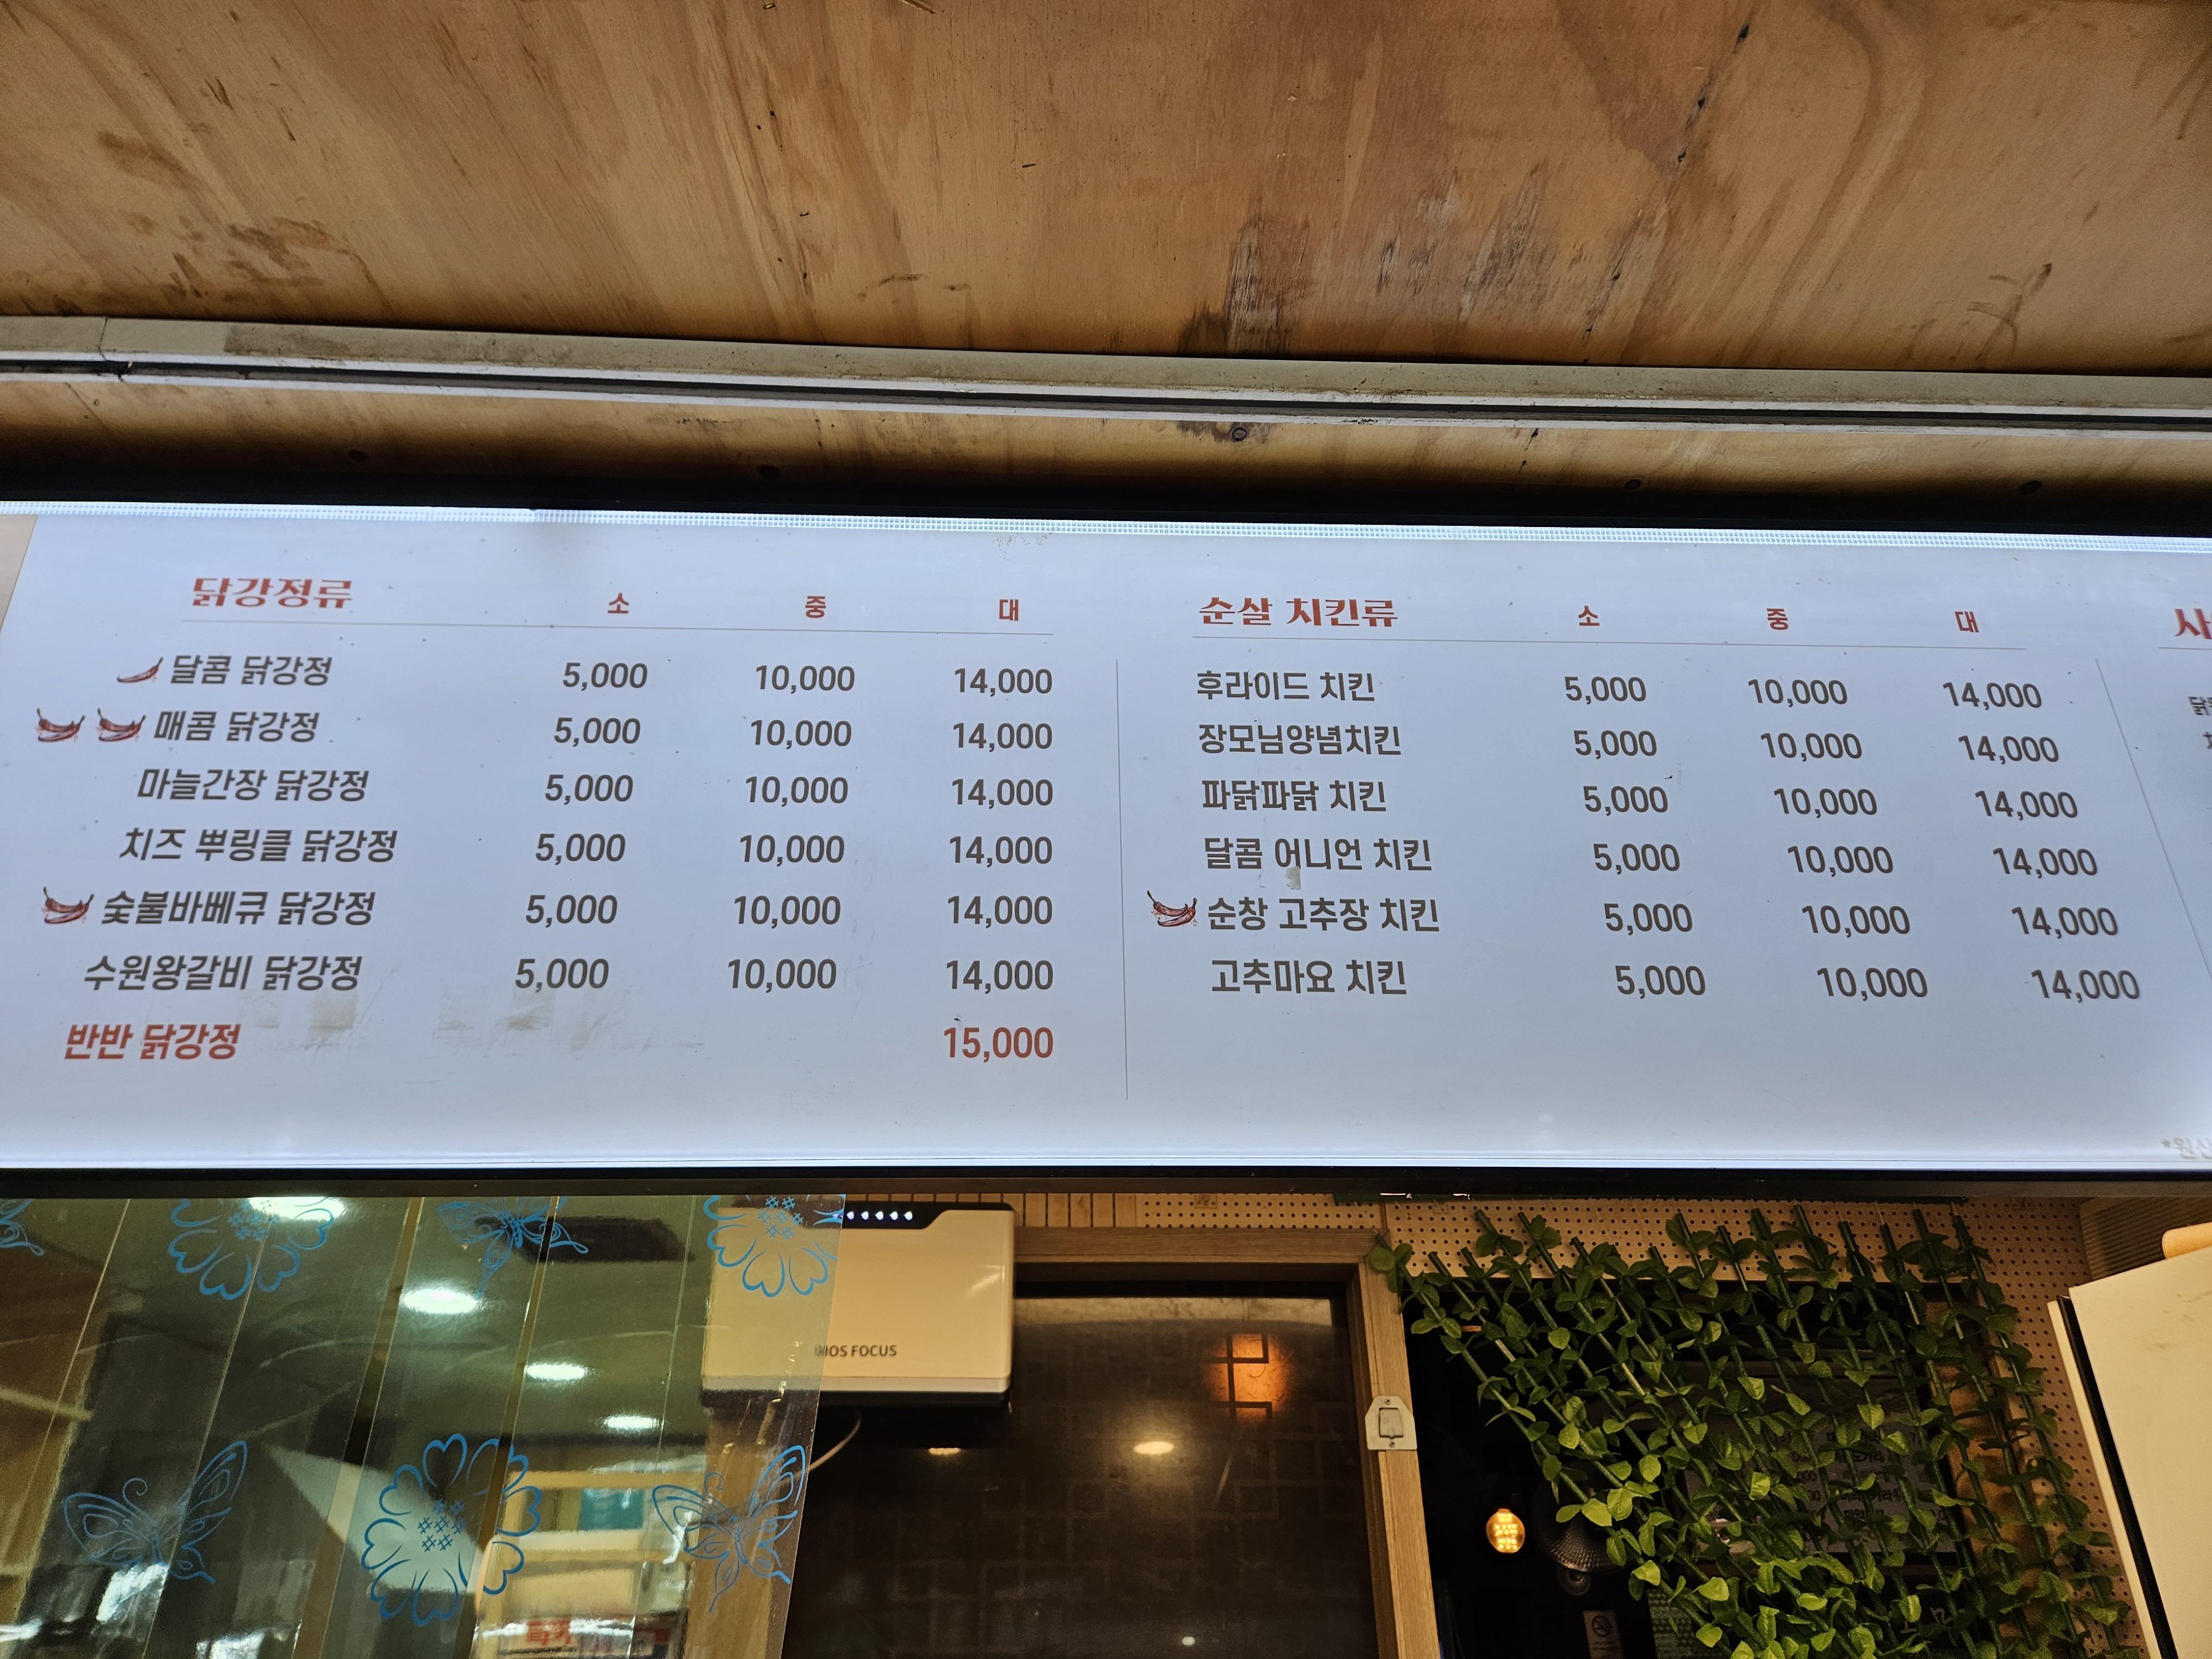 닭강정류 소 중 대
달콤 닭강정 5,000 10,000 14,000
매콤 닭강정 5,000 10,000 14,000
마늘간장 닭강정 5,000 10,000 14,000
치즈 뿌링클 닭강정 5,000 10,000 14,000
숯불바베큐 닭강정 5,000 10,000 14,000
수원왕갈비 닭강정 5,000 10,000 14,000
반반 닭강정 15,000
순살 치킨류 소 중 대
후라이드 치킨 5,000 10,000 14,000
장모님양념치킨 5,000 10,000 14,000
파닭파닭 치킨 5,000 10,000 14,000
달콤 어니언 치킨 5,000 10,000 14,000
순창 고추장 치킨 5,000 10,000 14,000
고추마요 치킨 5,000 10,000 14,000
FOCUS